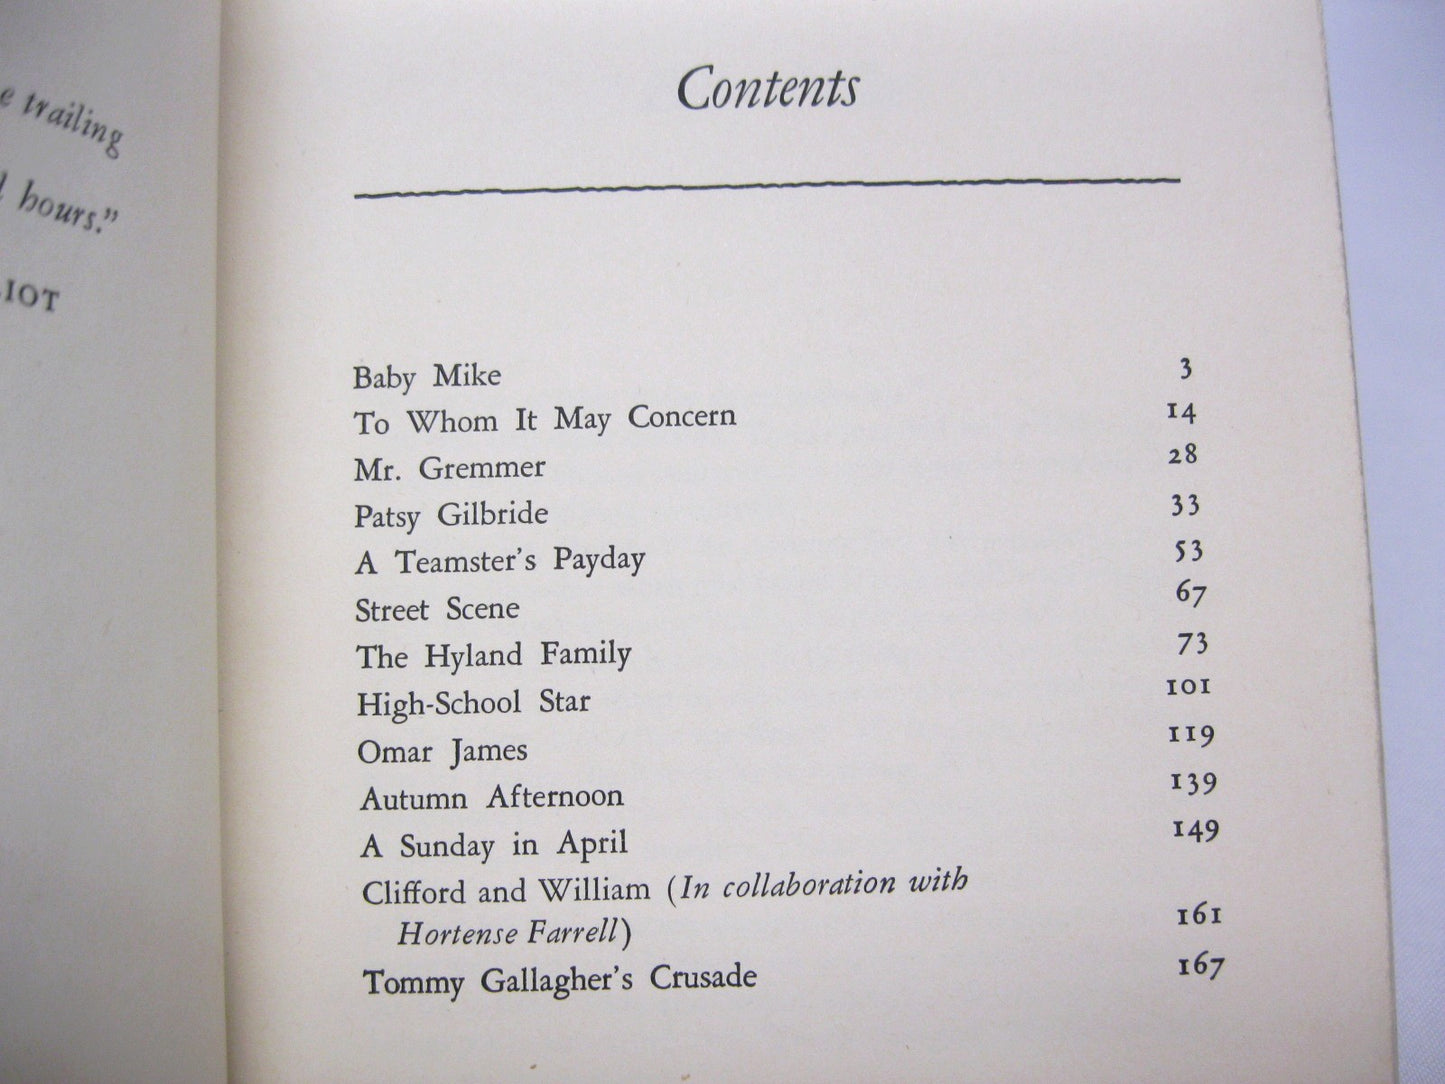 trailing
hours."
Contents
Baby Mike 3
To Whom It May Concern 14
Mr. Gremmer 28
Patsy Gilbride 33
A Teamster's Payday 53
Street Scene 67
The Hyland Family 73
High-School Star 101
Omar James 119
Autumn Afternoon 139
A Sunday in April 149
Clifford and William (In collaboration with
Hortense Farrell) 161
Tommy Gallagher's Crusade 167